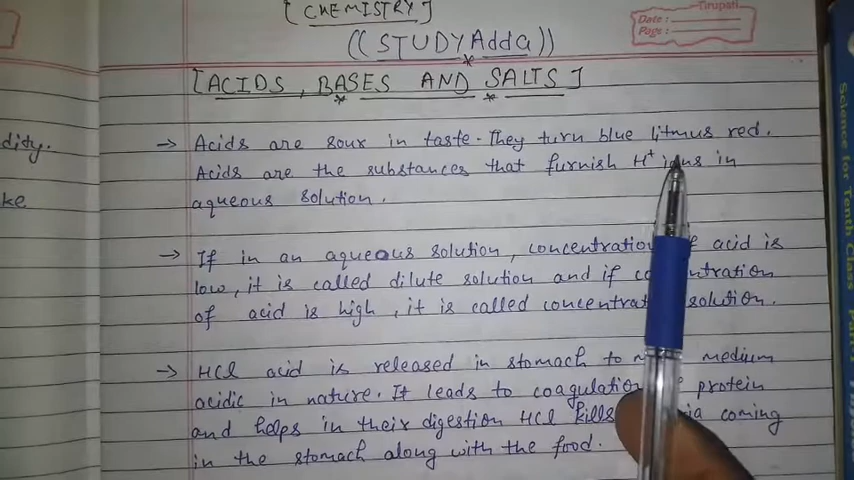 [CHEMISTRY]
((STUDYAdda))
Tirupati
Date:
Page:
[ACIDS, BASES AND SALTS]
dity.
→ Acids are sour in taste. They turn blue litmus red.
Acids are the substances that furnish H+ ions in
ke
aqueous solution.
→ If in an aqueous solution, concentration of acid is
low, it is called dilute solution and if concentration
of acid is high, it is called concentrat solution.
→ HCl acid is released in stomach to medium
acidic in nature. It leads to coagulation protein
and helps in their digestion HCl kills coming
in the stomach along with the food.
Science for Tenth Class Part